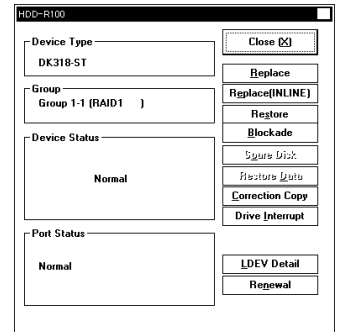 HDD-R100
Device Type
DK318-ST
Group
Group 1-1 (RAID1 )
Device Status
Normal
Port Status
Normal
Close (X)
Replace
Replace(INLINE)
Restore
Blockade
Spare Disk
Restore Data
Correction Copy
Drive Interrupt
LDEV Detail
Renewal